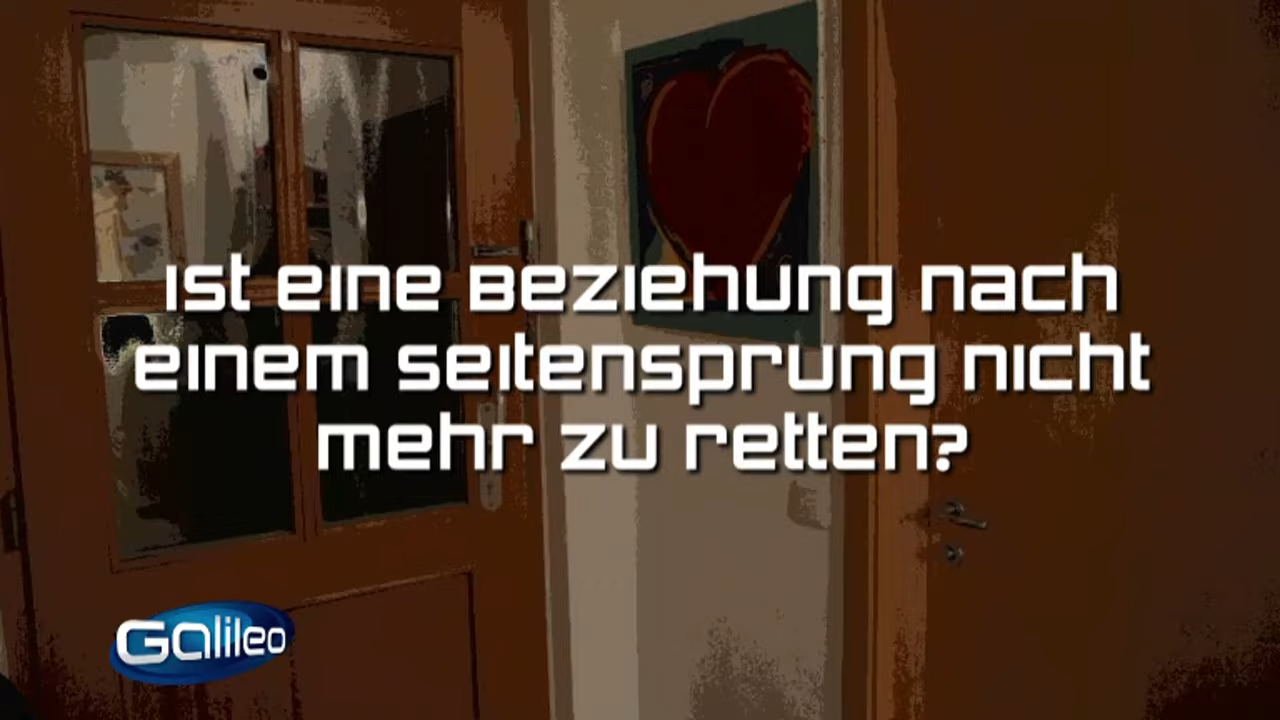 Ist eine Beziehung nach
einem Seitensprung nicht
mehr zu retten?
Galileo